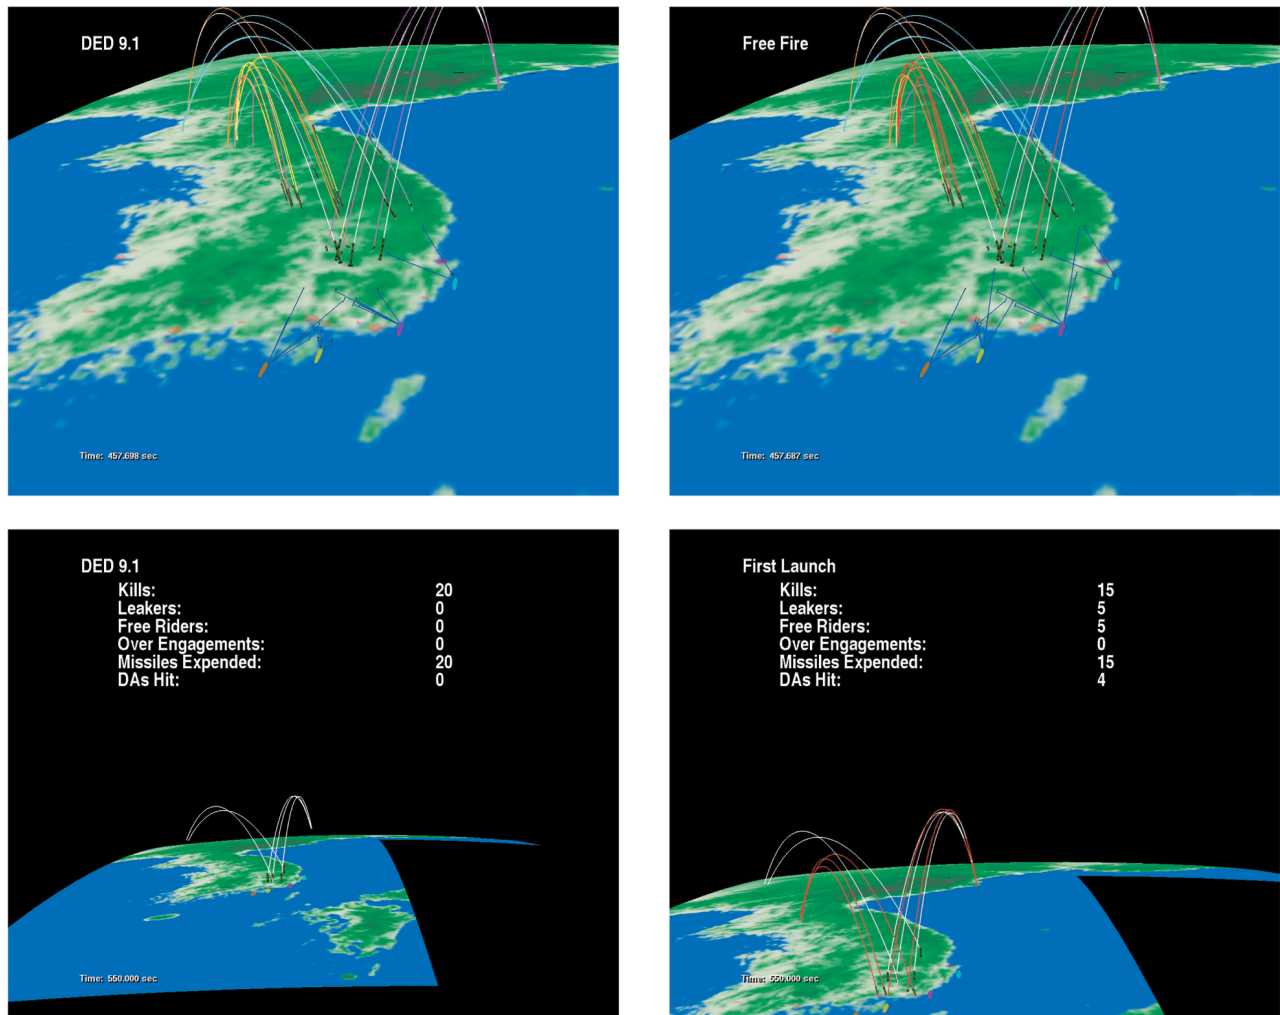 DED 9.1
Time: 457.698 sec
Free Fire
Time: 457.687 sec
DED 9.1
Kills: 20
Leakers: 0
Free Riders: 0
Over Engagements: 0
Missiles Expended: 20
DAs Hit: 0
Time: 550.000 sec
First Launch
Kills: 15
Leakers: 5
Free Riders: 5
Over Engagements: 0
Missiles Expended: 15
DAs Hit: 4
Time: 550.000 sec